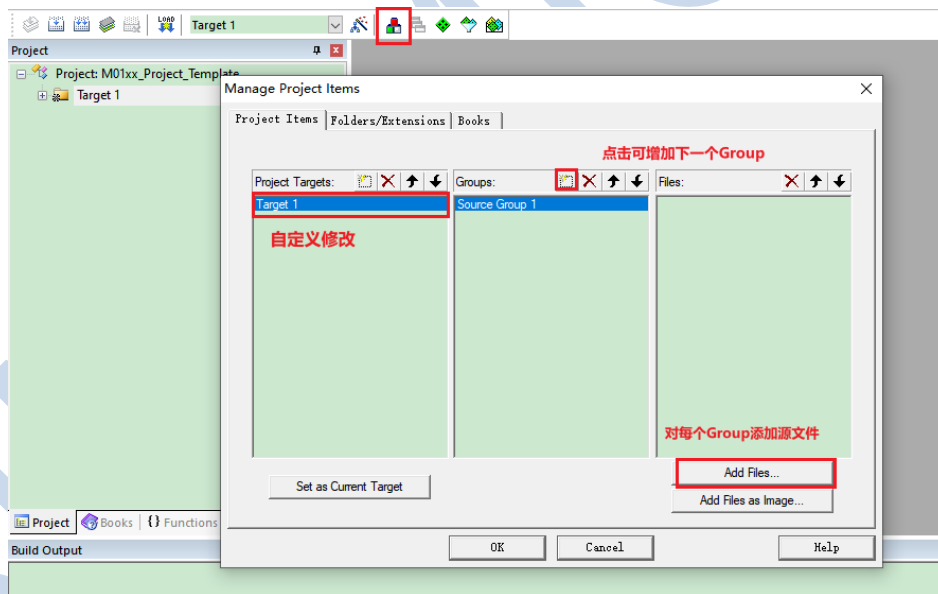 LOAD
Target 1
Project
Project: M01xx_Project_Template
Target 1
Manage Project Items
Project Items
Folders/Extensions
Books
点击可增加下一个Group
Project Targets:
Groups:
Files:
Target 1
Source Group 1
自定义修改
对每个Group添加源文件
Add Files...
Set as Current Target
Add Files as Image...
Project
Books
{} Functions
OK
Cancel
Help
Build Output